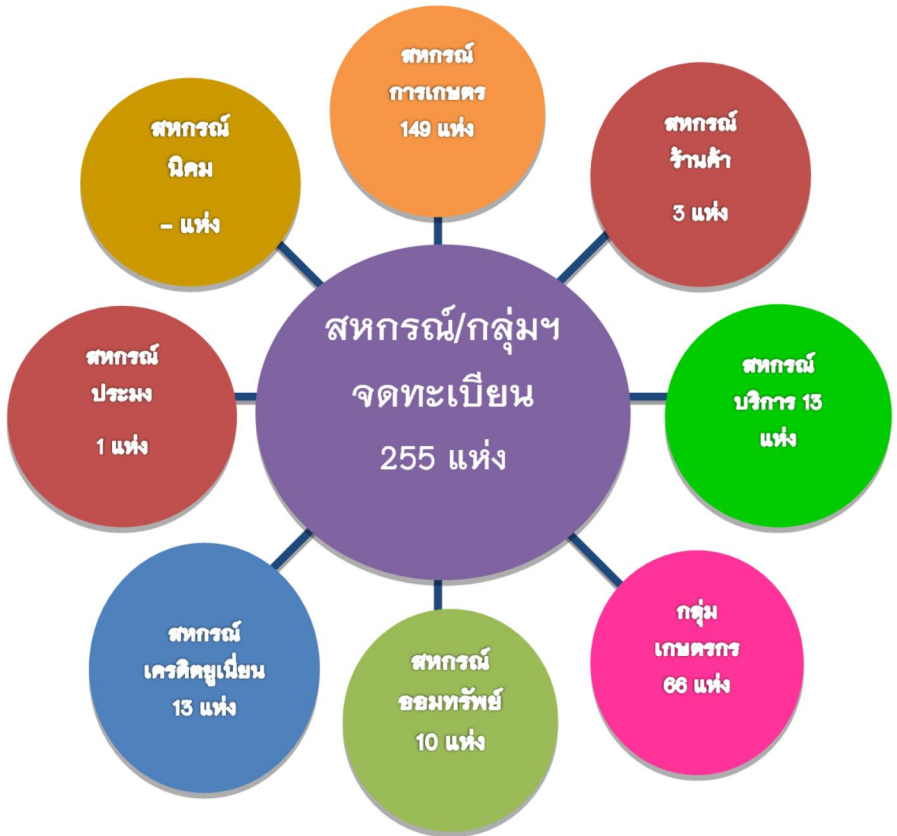 สหกรณ์
การเกษตร
149 แห่ง
สหกรณ์
ร้านค้า
3 แห่ง
สหกรณ์
บริการ 13
แห่ง
กลุ่ม
เกษตรกร
66 แห่ง
สหกรณ์
ออมทรัพย์
10 แห่ง
สหกรณ์
เครดิตยูเนี่ยน
13 แห่ง
สหกรณ์
ประมง
1 แห่ง
สหกรณ์
นิคม
– แห่ง
สหกรณ์/กลุ่มฯ
จดทะเบียน
255 แห่ง